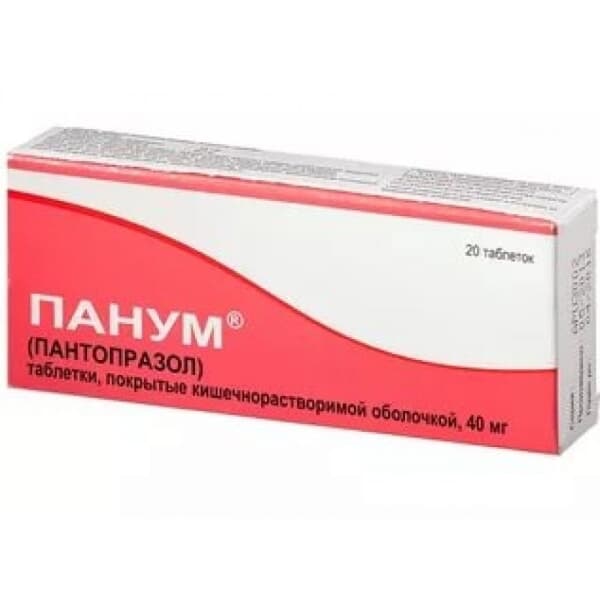 20 таблеток
ПАНУМ®
(ПАНТОПРАЗОЛ)
таблетки, покрытые кишечнорастворимой оболочкой, 40 мг